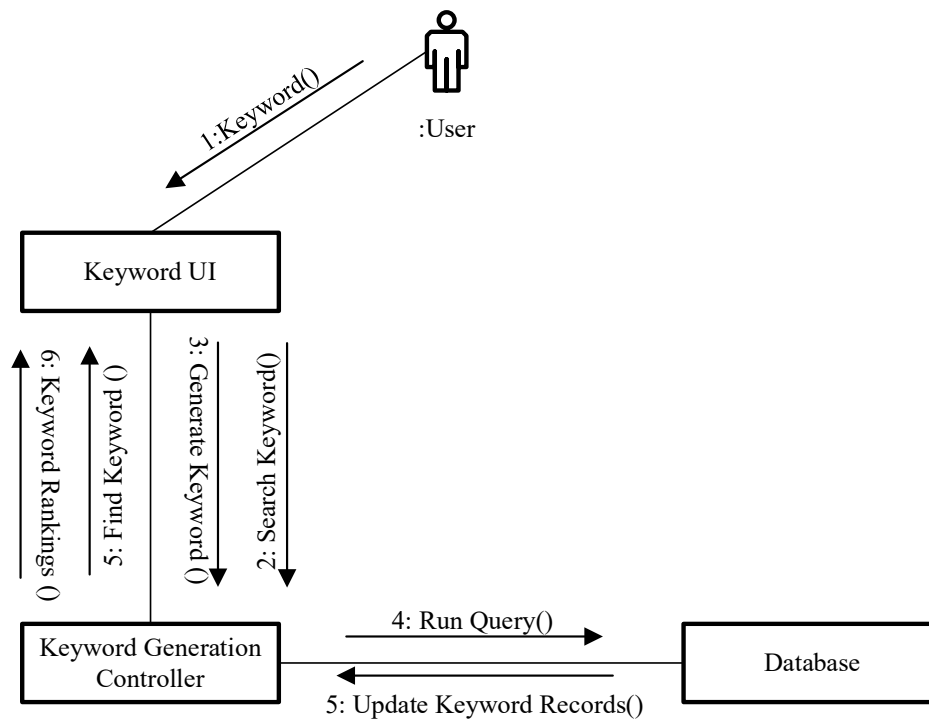 1:Keyword()
:User
Keyword UI
6: Keyword Rankings ()
5: Find Keyword ()
3: Generate Keyword ()
2: Search Keyword()
Keyword Generation
Controller
4: Run Query()
5: Update Keyword Records()
Database